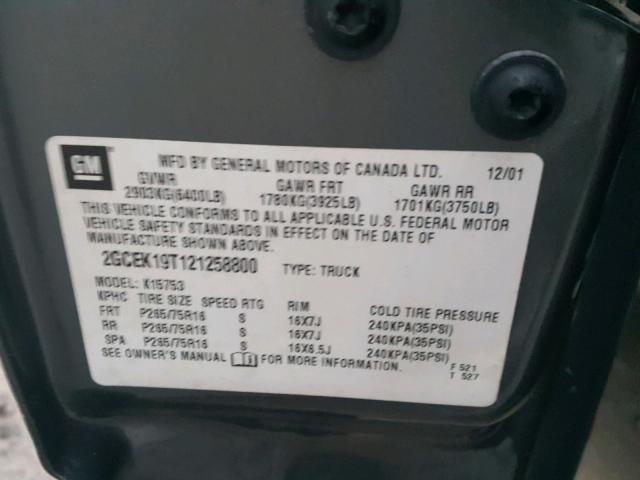 GM
MFD BY GENERAL MOTORS OF CANADA LTD. 12/01
GVWR GAWR FRT GAWR RR
2903KG(6400LB) 1780KG(3925LB) 1701KG(3750LB)
THIS VEHICLE CONFORMS TO ALL APPLICABLE U.S. FEDERAL MOTOR
VEHICLE SAFETY STANDARDS IN EFFECT ON THE DATE OF
MANUFACTURE SHOWN ABOVE.
2GCEK19T121258800 TYPE: TRUCK
MODEL: K15753
KPHC TIRE SIZE SPEED RTG RIM COLD TIRE PRESSURE
FRT P265/75R16 S 16X7J 240KPA(35PSI)
RR P265/75R16 S 16X7J 240KPA(35PSI)
SPA P265/75R16 S 16X6.5J 240KPA(35PSI)
SEE OWNER'S MANUAL FOR MORE INFORMATION. F 521
T 527